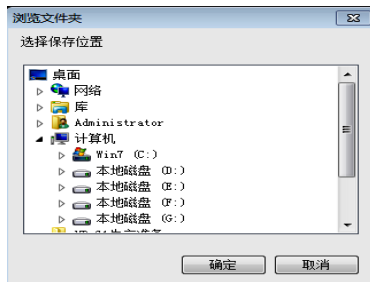 浏览文件夹
选择保存位置
桌面
网络
库
Administrator
计算机
Win7 (C:)
本地磁盘 (D:)
本地磁盘 (E:)
本地磁盘 (F:)
本地磁盘 (G:)
确定 取消